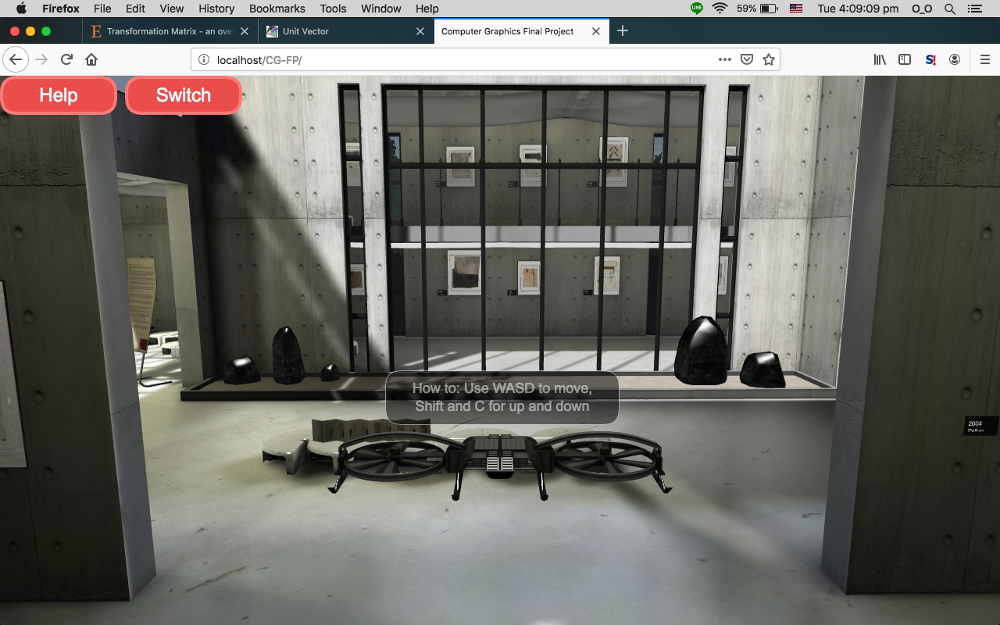 Firefox File Edit View History Bookmarks Tools Window Help LINE 59% Tue 4:09:09 pm O_O
Transformation Matrix - an over
Unit Vector
Computer Graphics Final Project
localhost/CG-FP/
S!
Help
Switch
How to: Use WASD to move,
Shift and C for up and down
2004